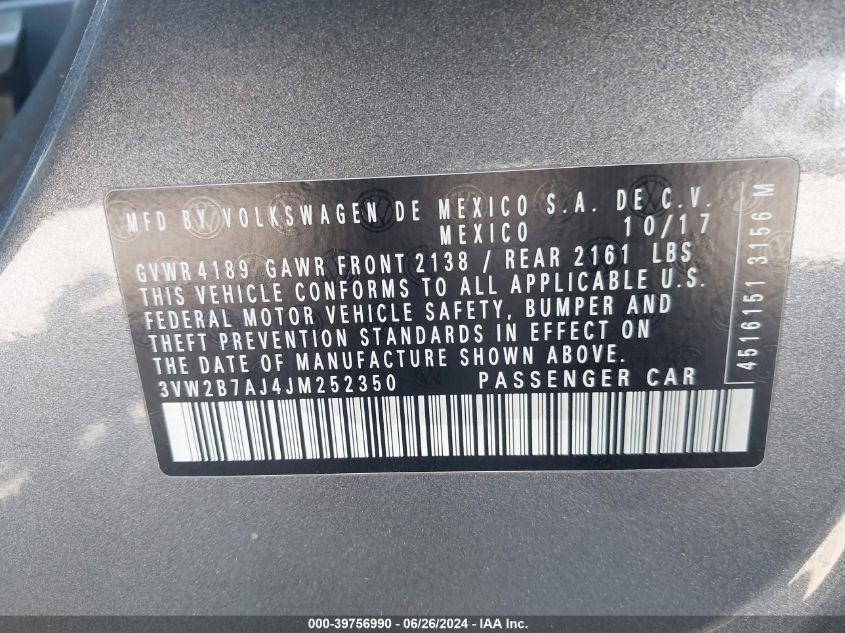 MFD BY VOLKSWAGEN DE MEXICO S.A. DE C.V.
MEXICO 10/17
GVWR 4189 GAWR FRONT 2138 / REAR 2161 LBS
THIS VEHICLE CONFORMS TO ALL APPLICABLE U.S.
FEDERAL MOTOR VEHICLE SAFETY, BUMPER AND
THEFT PREVENTION STANDARDS IN EFFECT ON
THE DATE OF MANUFACTURE SHOWN ABOVE.
3VW2B7AJ4JM252350 PASSENGER CAR
4516151 3156 M
000-39756990 - 06/26/2024 - IAAI.com